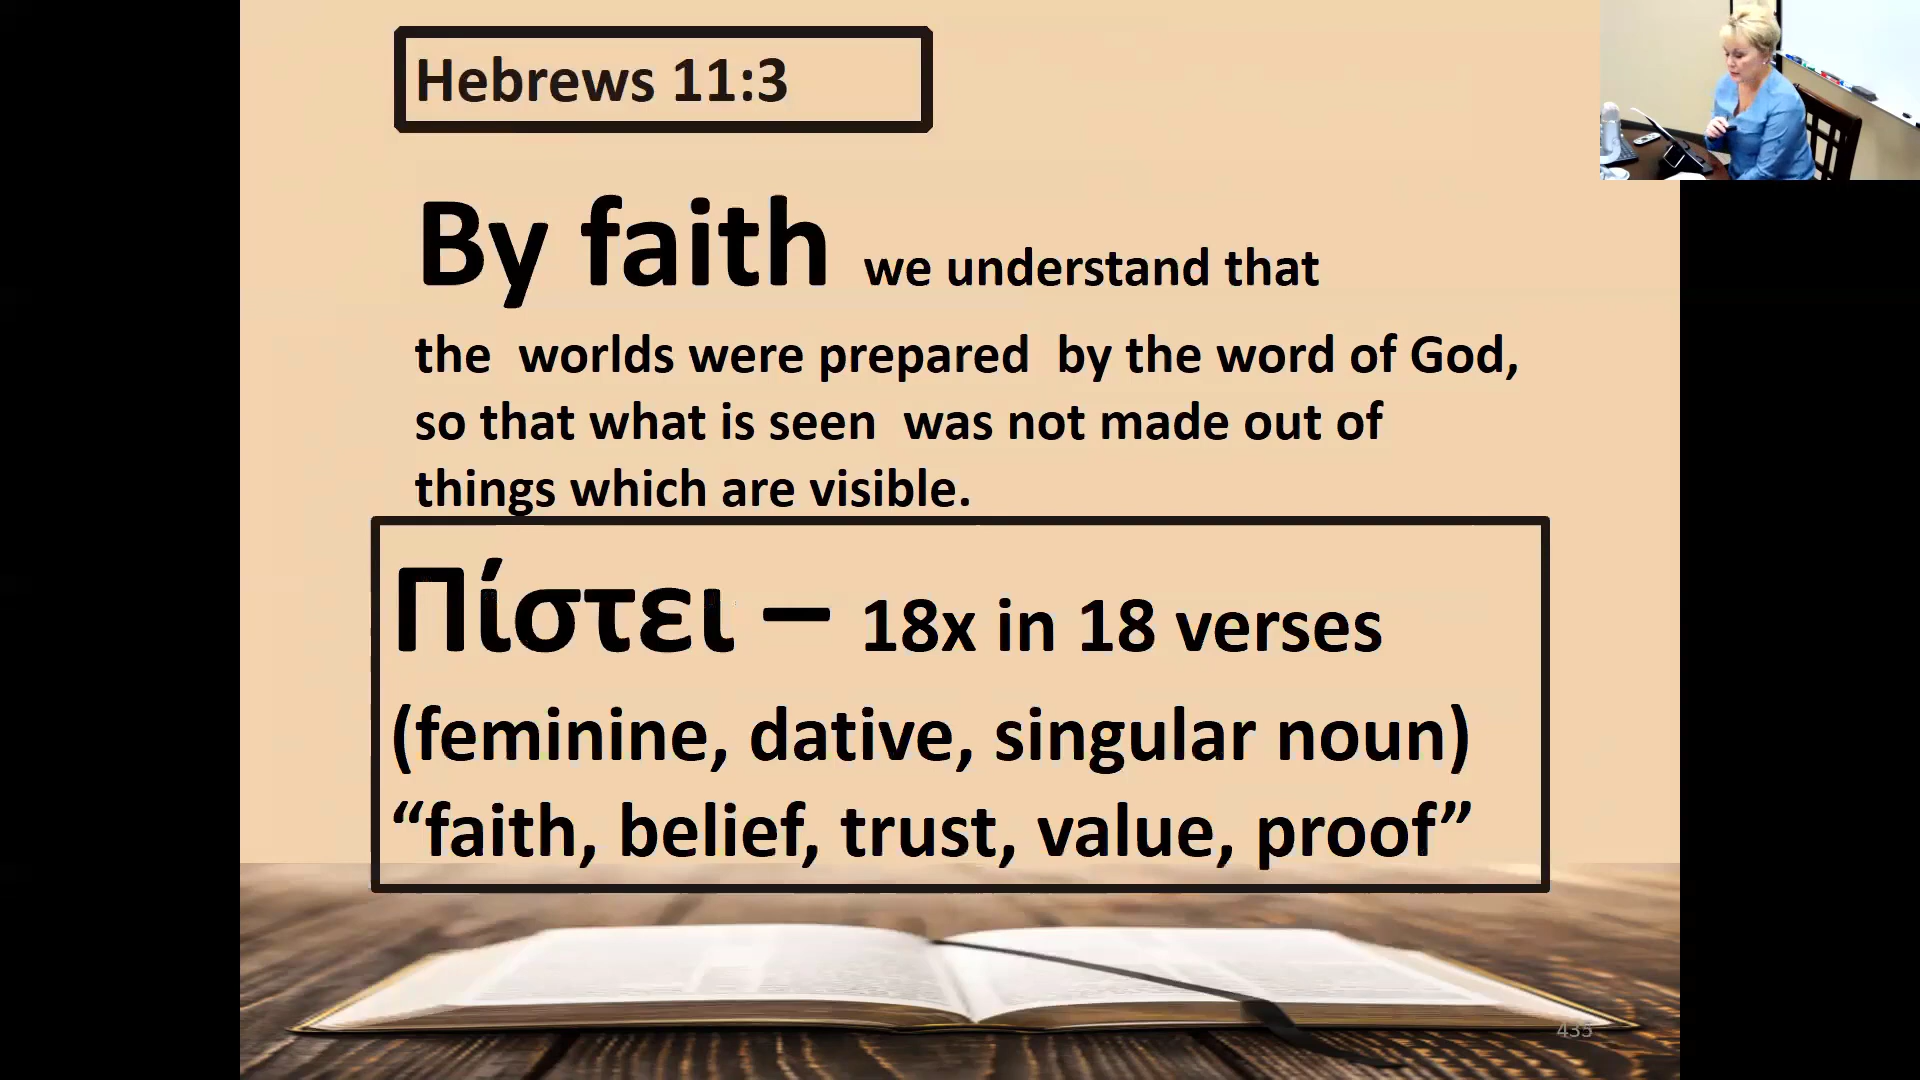 Hebrews 11:3
By faith we understand that
the worlds were prepared by the word of God,
so that what is seen was not made out of
things which are visible.
Πίστει – 18x in 18 verses
(feminine, dative, singular noun)
“faith, belief, trust, value, proof”
435